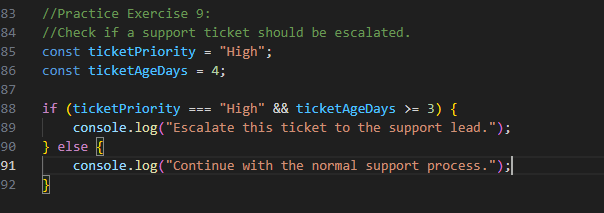 83 //Practice Exercise 9:
84 //Check if a support ticket should be escalated.
85 const ticketPriority = "High";
86 const ticketAgeDays = 4;
87
88 if (ticketPriority === "High" && ticketAgeDays >= 3) {
89     console.log("Escalate this ticket to the support lead.");
90 } else {
91     console.log("Continue with the normal support process.");
92 }